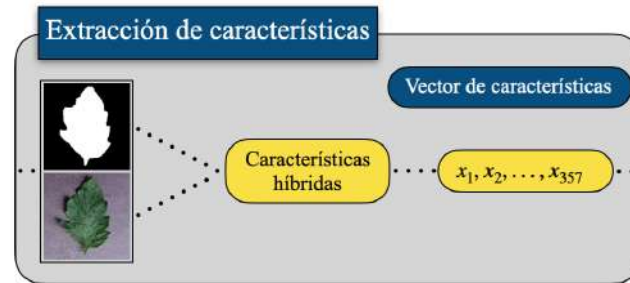 Extracción de características
Vector de características
Características
híbridas
x₁, x₂, . . . , x₃₅₇